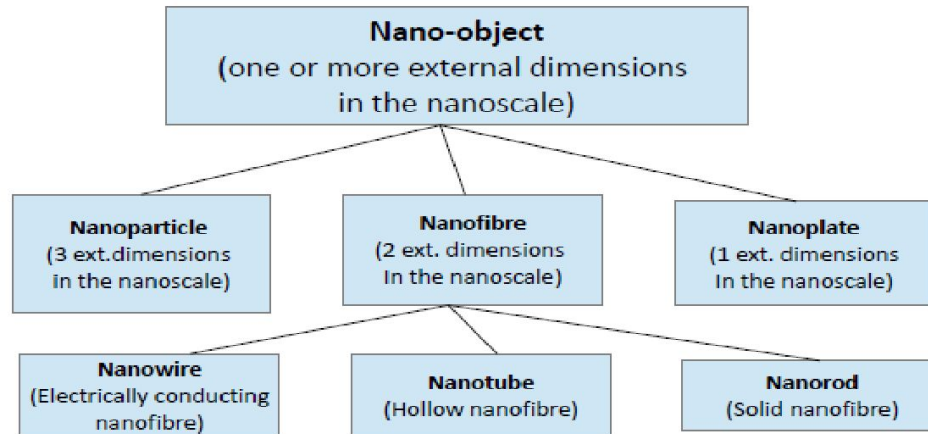 Nano-object
(one or more external dimensions
in the nanoscale)
Nanoparticle
(3 ext.dimensions
in the nanoscale)
Nanofibre
(2 ext. dimensions
In the nanoscale)
Nanoplate
(1 ext. dimensions
In the nanoscale)
Nanowire
(Electrically conducting
nanofibre)
Nanotube
(Hollow nanofibre)
Nanorod
(Solid nanofibre)